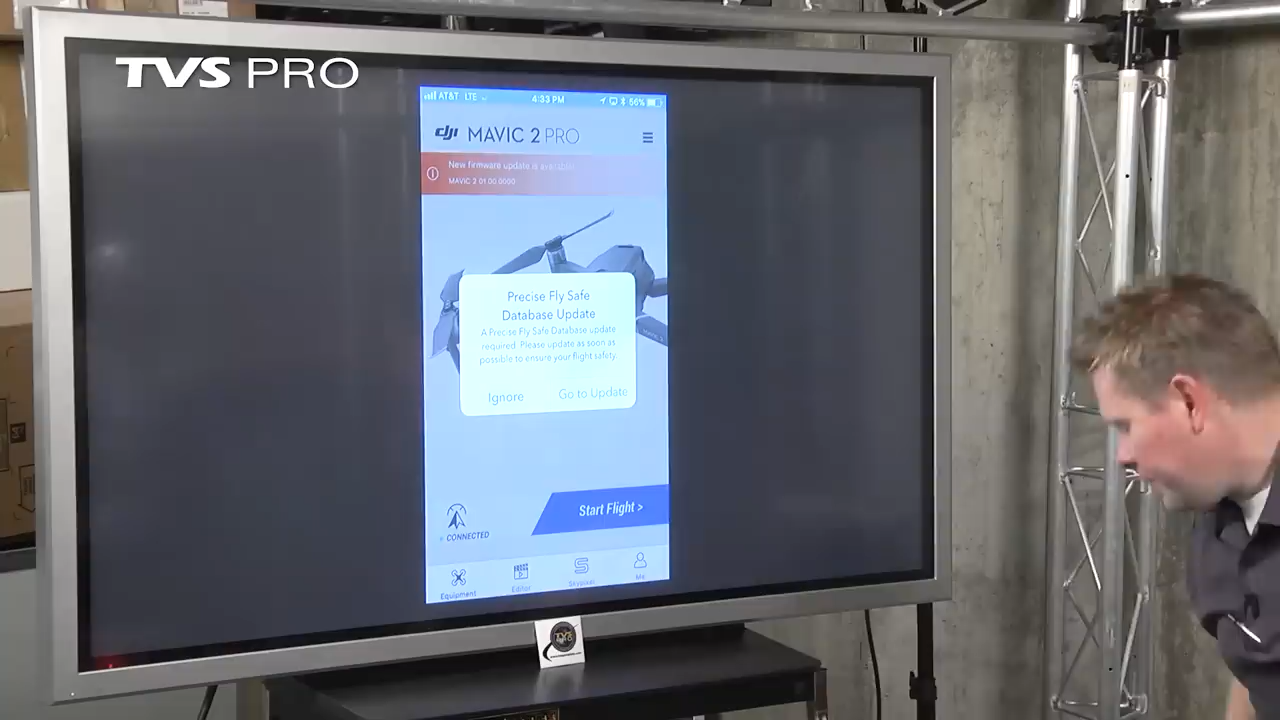 TVS PRO
AT&T LTE 4:33 PM 56%
dji MAVIC 2 PRO
New firmware update is available
MAVIC 2 01.00.0000
Precise Fly Safe
Database Update
A Precise Fly Safe Database update
required. Please update as soon as
possible to ensure your flight safety.
Ignore Go to Update
Start Flight >
CONNECTED
Equipment Editor Skypixel Me